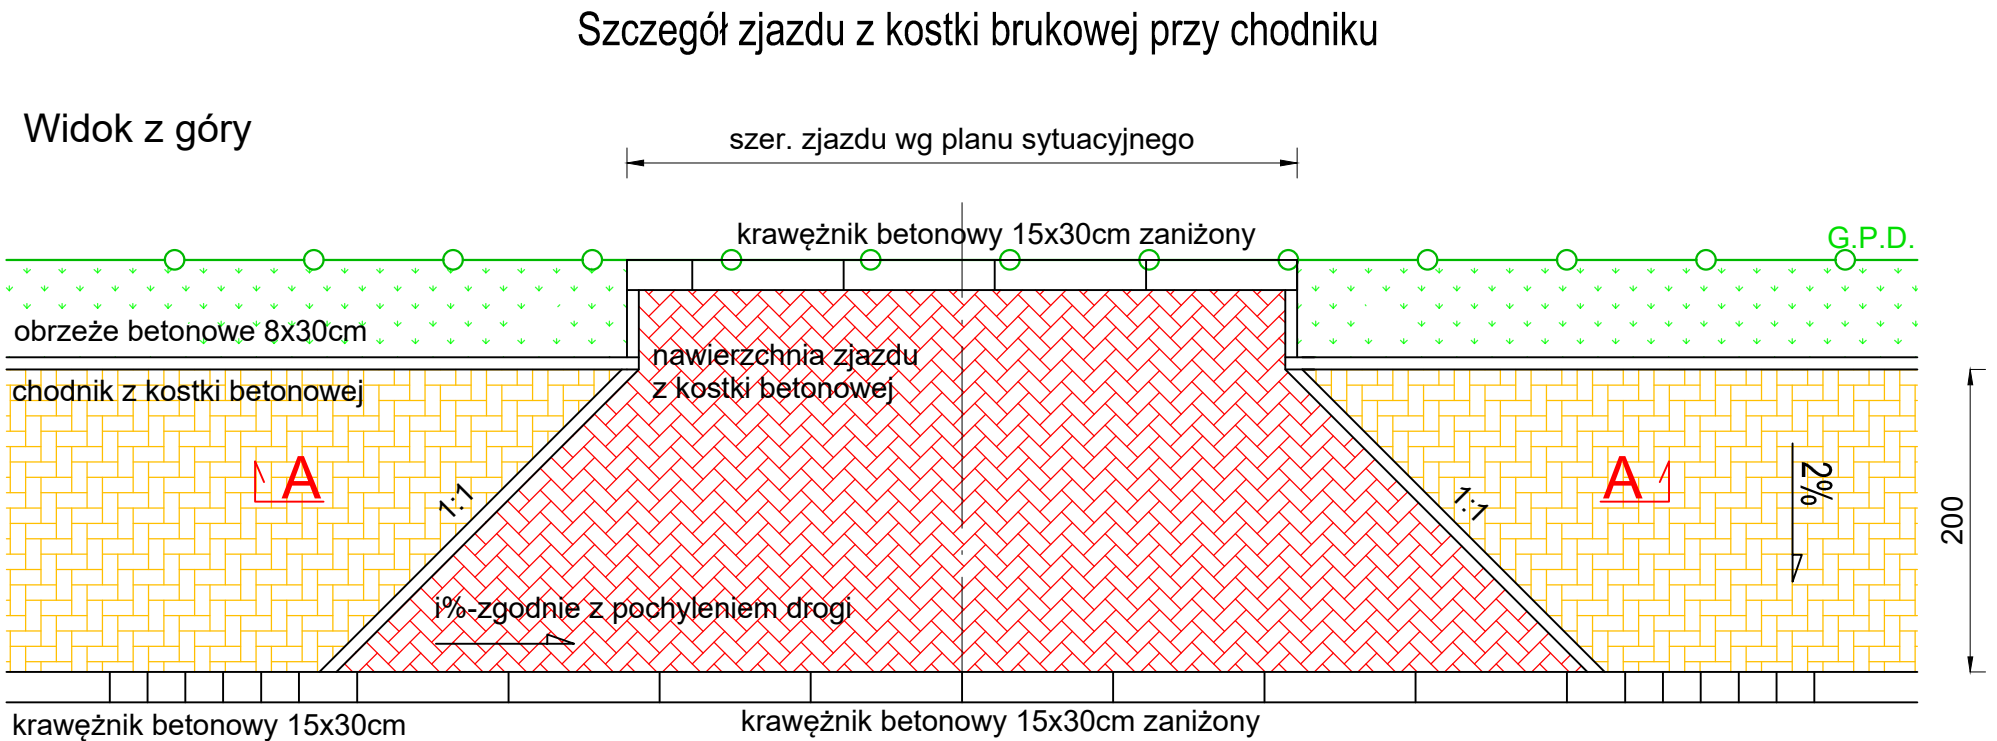 Szczegół zjazdu z kostki brukowej przy chodniku
Widok z góry
szer. zjazdu wg planu sytuacyjnego
krawężnik betonowy 15x30cm zaniżony
G.P.D.
obrzeże betonowe 8x30cm
nawierzchnia zjazdu
z kostki betonowej
chodnik z kostki betonowej
A
A
1:1
1:1
2%
200
i%-zgodnie z pochyleniem drogi
krawężnik betonowy 15x30cm
krawężnik betonowy 15x30cm zaniżony